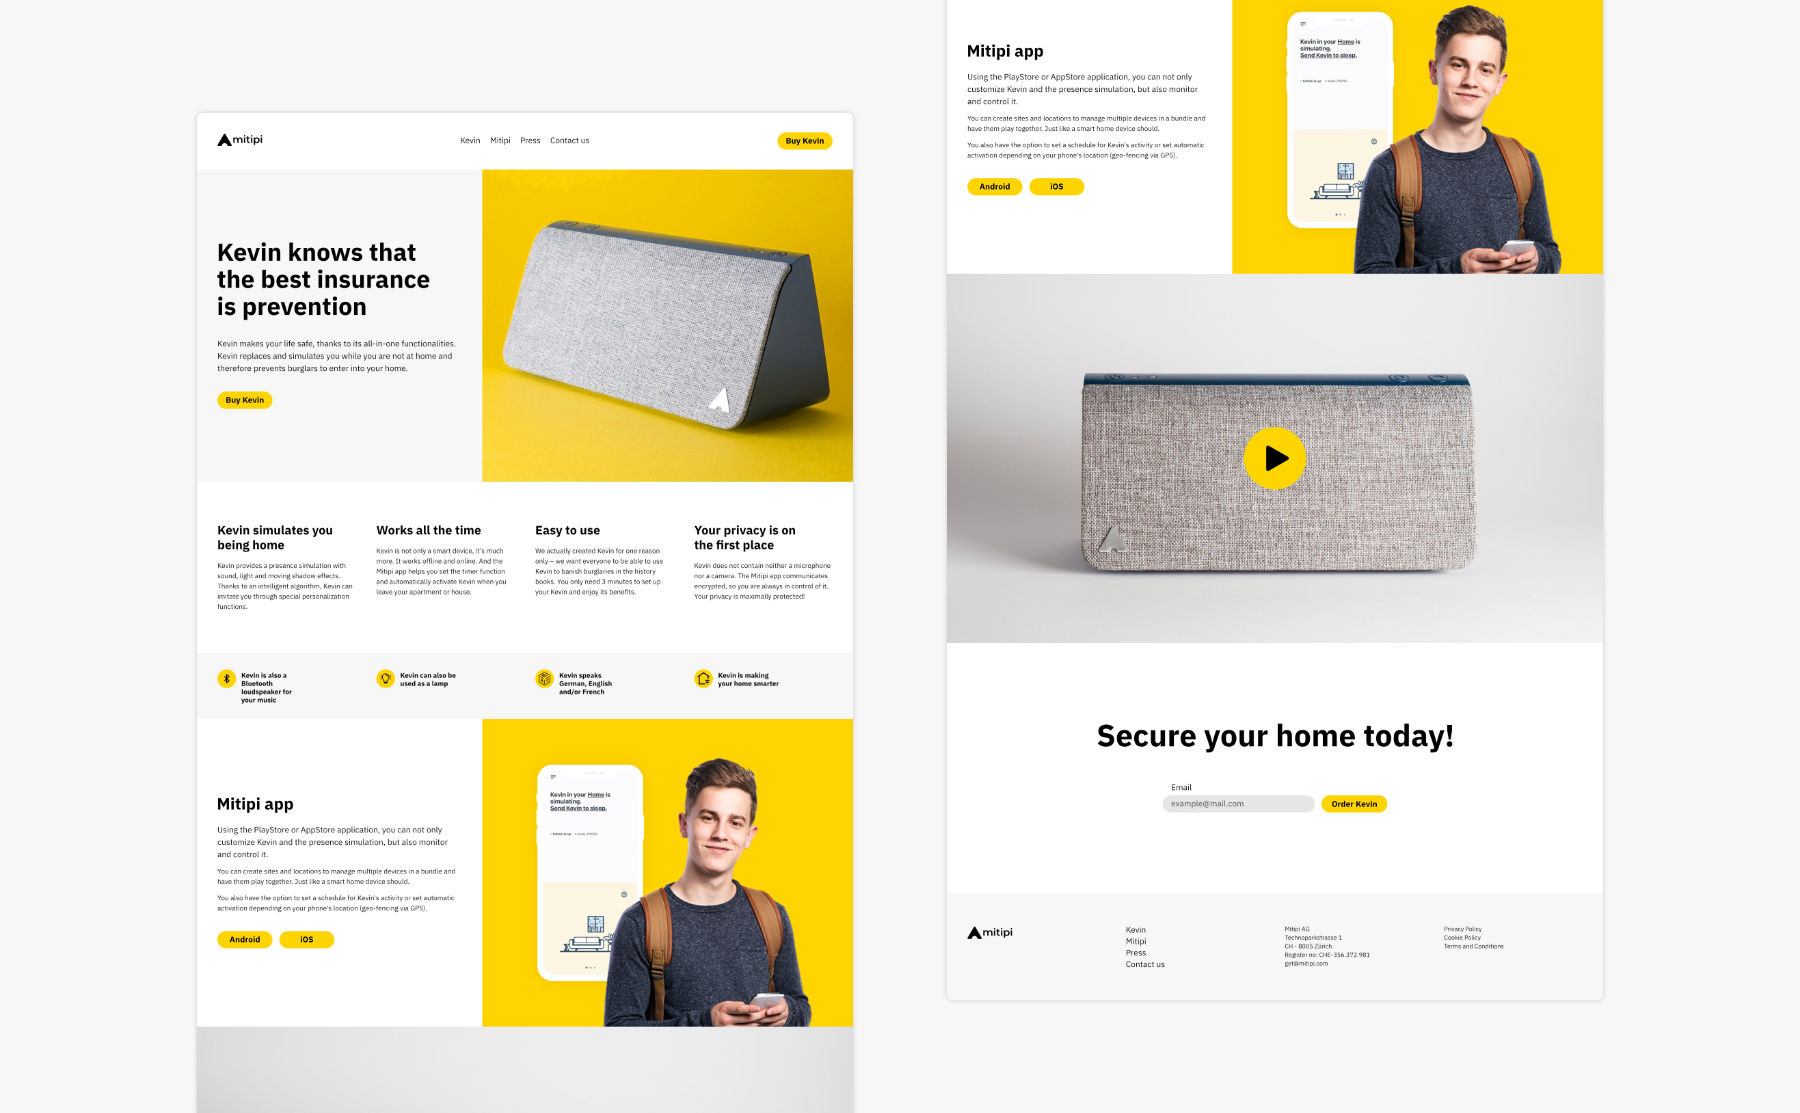 mitipi
Kevin Mitipi Press Contact us
Buy Kevin
Kevin knows that
the best insurance
is prevention
Kevin makes your life safe, thanks to its all-in-one functionalities.
Kevin replaces and simulates you while you are not at home and
therefore prevents burglars to enter into your home.
Buy Kevin
Kevin simulates you
being home
Kevin provides a presence simulation with
sound, light and moving shadow effects.
Thanks to an intelligent algorithm, Kevin can
imitate you through special personalization
functions.
Works all the time
Kevin is not only a smart device, it's much
more. It works offline and online. And the
Mitipi app helps you set the timer function
and automatically activate Kevin when you
leave your apartment or house.
Easy to use
We actually created Kevin for one reason
only – we want everyone to be able to use
Kevin to banish burglaries in the history
books. You only need 3 minutes to set up
your Kevin and enjoy its benefits.
Your privacy is on
the first place
Kevin does not contain neither a microphone
nor a camera. The Mitipi app communicates
encrypted, so you are always in control of it.
Your privacy is maximally protected!
Kevin is also a
Bluetooth
loudspeaker for
your music
Kevin can also be
used as a lamp
Kevin speaks
German, English
and/or French
Kevin is making
your home smarter
Mitipi app
Using the PlayStore or AppStore application, you can not only
customize Kevin and the presence simulation, but also monitor
and control it.
You can create sites and locations to manage multiple devices in a bundle and
have them play together. Just like a smart home device should.
You also have the option to set a schedule for Kevin's activity or set automatic
activation depending on your phone's location (geo-fencing via GPS).
Android
iOS
Kevin in your Home is
simulating.
Send Kevin to sleep.
Mitipi app
Using the PlayStore or AppStore application, you can not only
customize Kevin and the presence simulation, but also monitor
and control it.
You can create sites and locations to manage multiple devices in a bundle and
have them play together. Just like a smart home device should.
You also have the option to set a schedule for Kevin's activity or set automatic
activation depending on your phone's location (geo-fencing via GPS).
Android
iOS
Kevin in your Home is
simulating.
Send Kevin to sleep.
Secure your home today!
Email
example@mail.com
Order Kevin
mitipi
Kevin
Mitipi
Press
Contact us
Mitipi AG
Technoparkstrasse 1
CH - 8005 Zürich
Register no: CHE-356.372.981
get@mitipi.com
Privacy Policy
Cookie Policy
Terms and Conditions